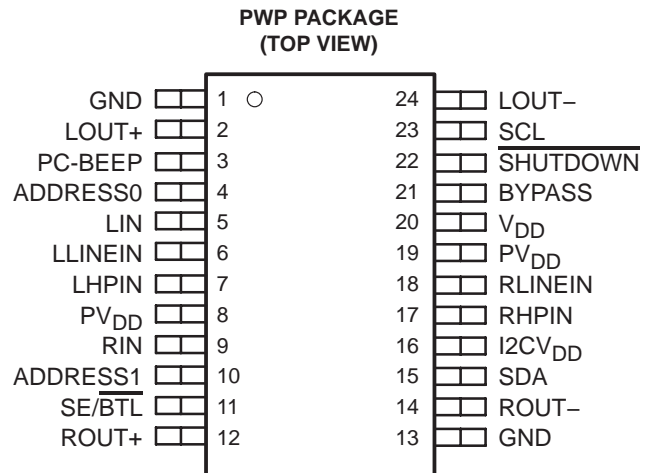 PWP PACKAGE
(TOP VIEW)
GND 1 24 LOUT−
LOUT+ 2 23 SCL
PC-BEEP 3 22 SHUTDOWN
ADDRESS0 4 21 BYPASS
LIN 5 20 VDD
LLINEIN 6 19 PVDD
LHPIN 7 18 RLINEIN
PVDD 8 17 RHPIN
RIN 9 16 I2CVDD
ADDRESS1 10 15 SDA
SE/BTL 11 14 ROUT−
ROUT+ 12 13 GND